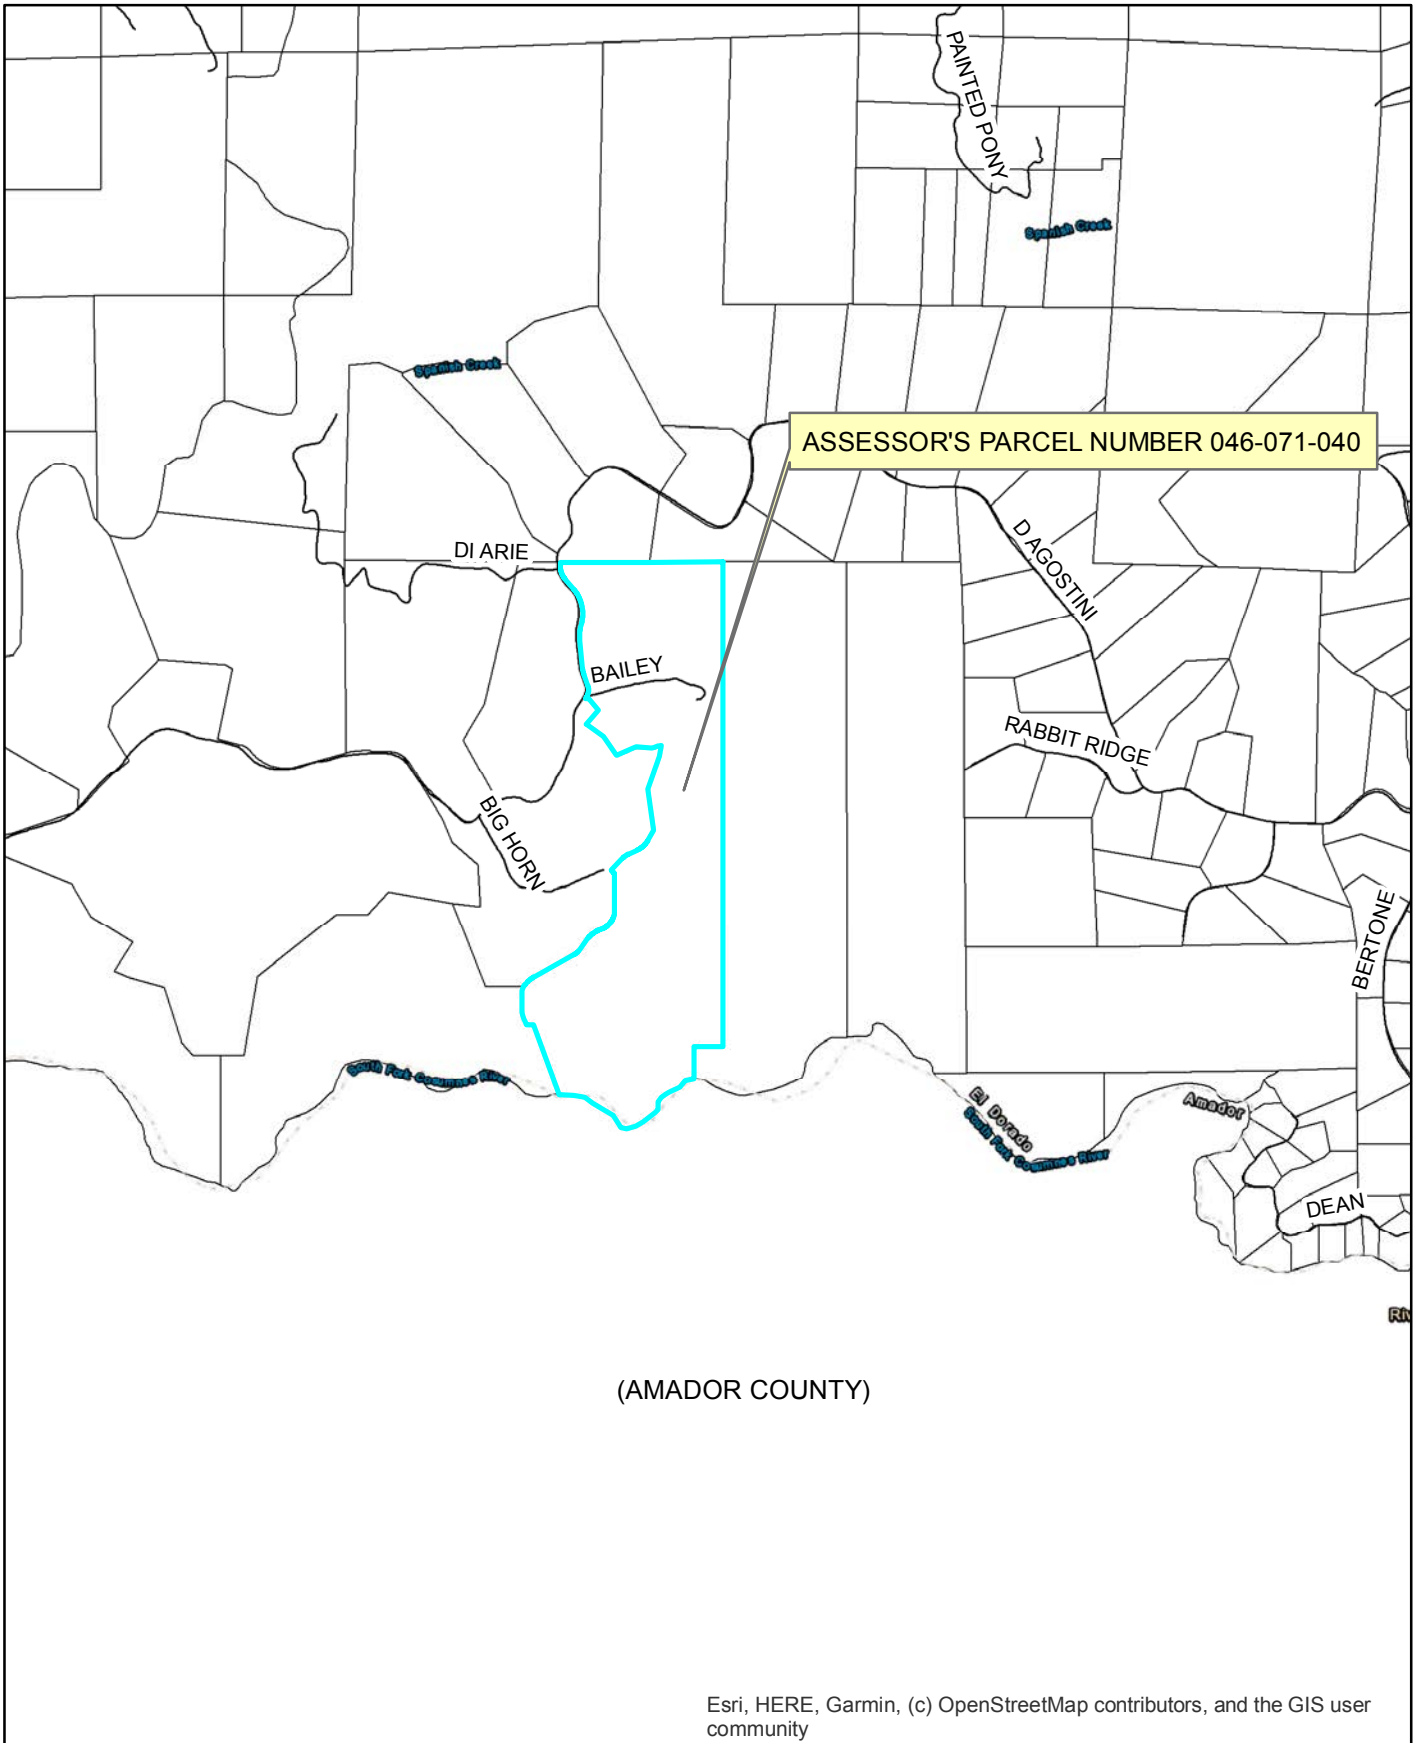 PAINTED PONY
Spanish Creek
Spanish Creek
ASSESSOR'S PARCEL NUMBER 046-071-040
DI ARIE
D AGOSTINI
BAILEY
RABBIT RIDGE
BIG HORN
BERTONE
South Fork Cosumnes River
El Dorado
South Fork Cosumnes River
Amador
DEAN
Riv
(AMADOR COUNTY)
Esri, HERE, Garmin, (c) OpenStreetMap contributors, and the GIS user
community